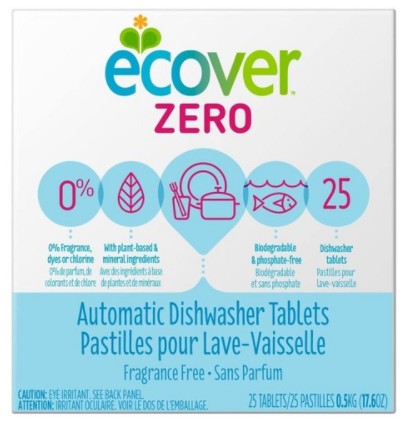 ecover
ZERO
0%
25
0% fragrance,
dyes or chlorine
0% de parfum, de
colorants et de chlore
With plant-based &
mineral ingredients
Avec des ingrédients à base
de plantes et de minéraux
Biodegradable
& phosphate-free
Biodégradable
et sans phosphate
Dishwasher
tablets
Pastilles pour
lave-vaisselle
Automatic Dishwasher Tablets
Pastilles pour Lave-Vaisselle
Fragrance Free • Sans Parfum
CAUTION: EYE IRRITANT. SEE BACK PANEL.
ATTENTION: IRRITANT OCULAIRE. VOIR LE DOS DE L'EMBALLAGE.
25 TABLETS/25 PASTILLES 0.5KG (17.6OZ)